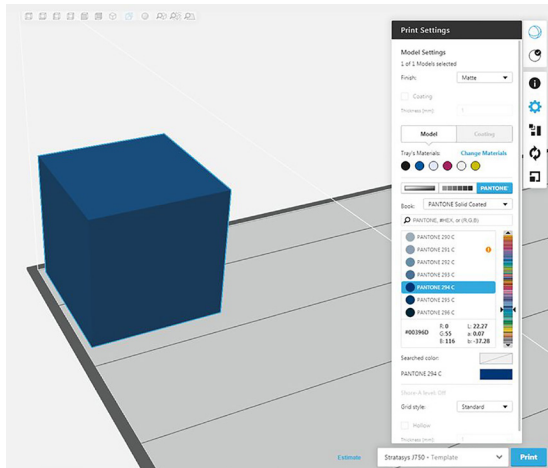 Print Settings
Model Settings
1 of 1 Models selected
Finish: Matte
Coating
Thickness (mm)
Model Coating
Tray's Materials: Change Materials
PANTONE
Book: PANTONE Solid Coated
PANTONE, #HEX, or (R,G,B)
PANTONE 290 C
PANTONE 291 C
PANTONE 292 C
PANTONE 293 C
PANTONE 294 C
PANTONE 295 C
PANTONE 296 C
#00396D
R: 0 L: 22.27
G: 55 a: 0.07
B: 116 b: -37.28
Searched color:
PANTONE 294 C
Grid style: Standard
Hollow
Thickness (mm)
Estimate Stratasys J750 - Template Print